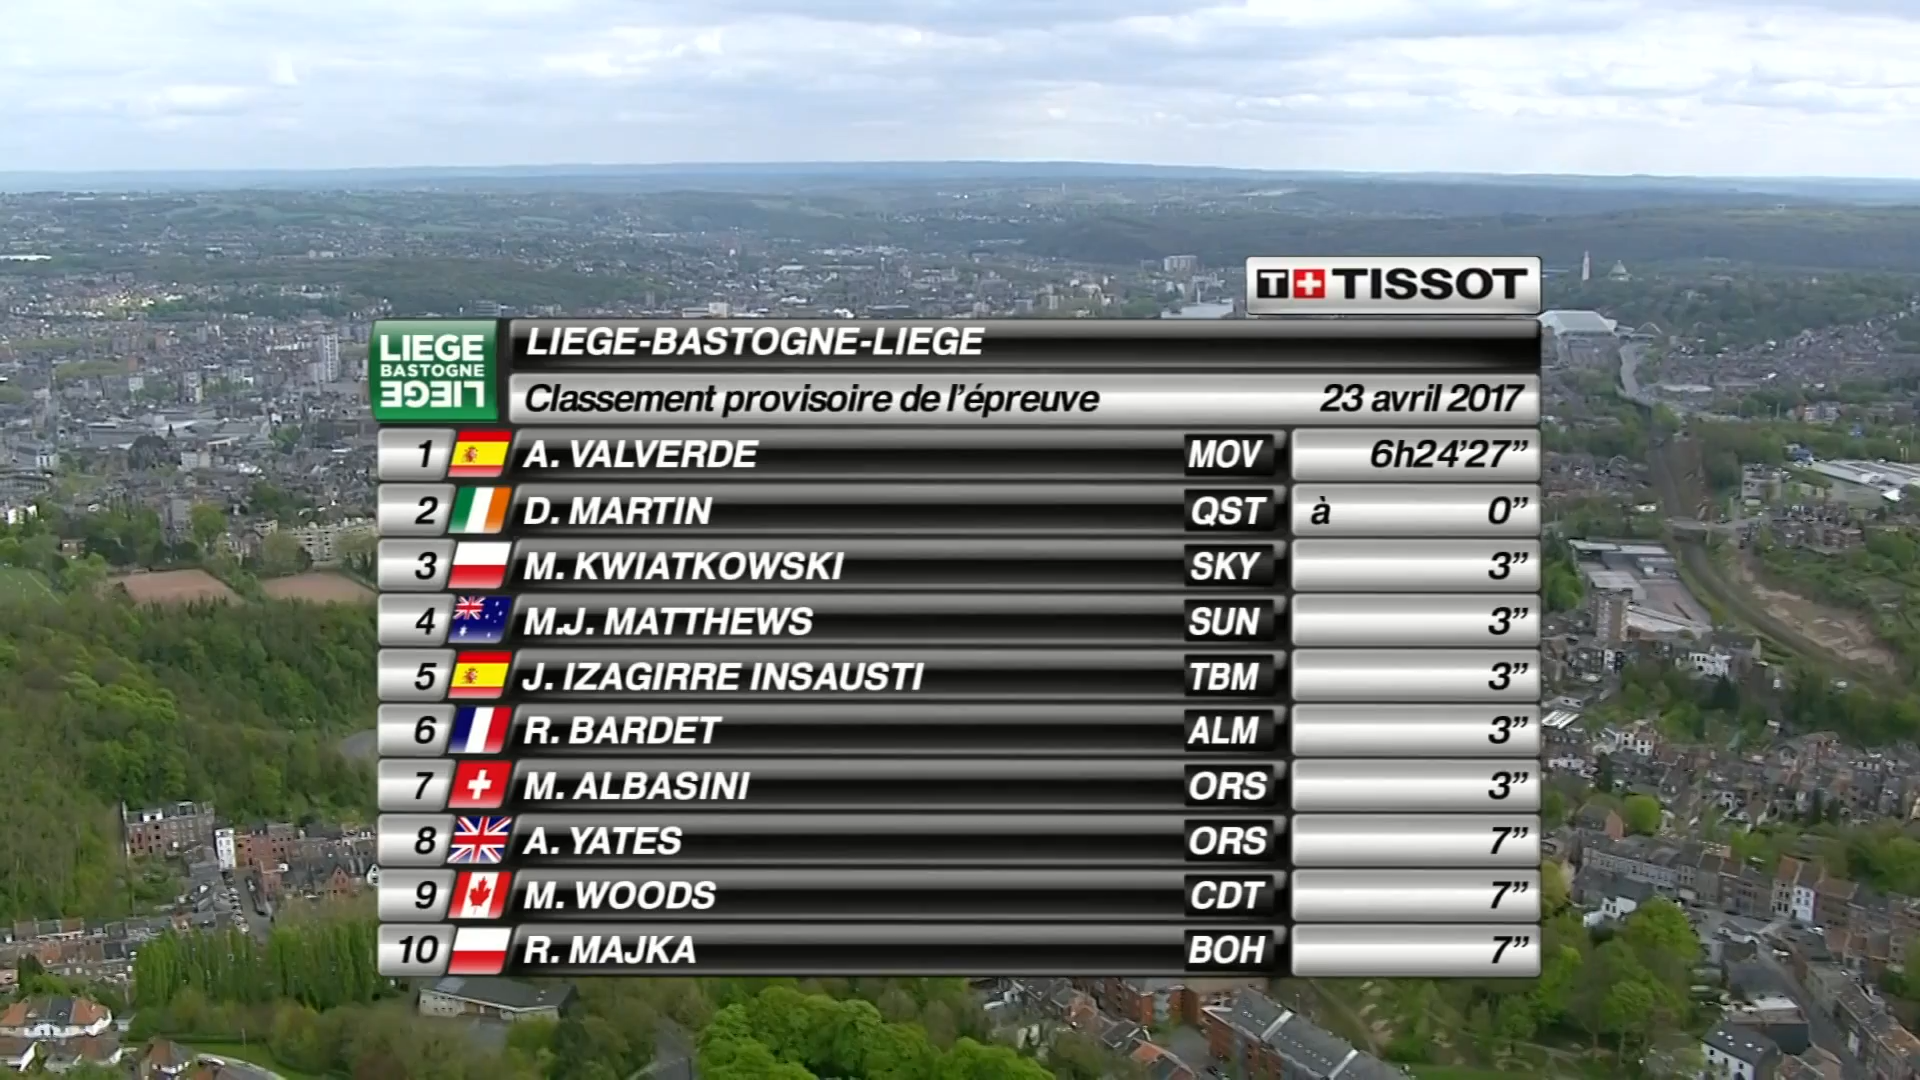 T+ TISSOT
LIEGE
BASTOGNE
LIEGE
LIEGE-BASTOGNE-LIEGE
Classement provisoire de l'épreuve 23 avril 2017
1 A. VALVERDE MOV 6h24'27”
2 D. MARTIN QST à 0”
3 M. KWIATKOWSKI SKY 3”
4 M.J. MATTHEWS SUN 3”
5 J. IZAGIRRE INSAUSTI TBM 3”
6 R. BARDET ALM 3”
7 M. ALBASINI ORS 3”
8 A. YATES ORS 7”
9 M. WOODS CDT 7”
10 R. MAJKA BOH 7”